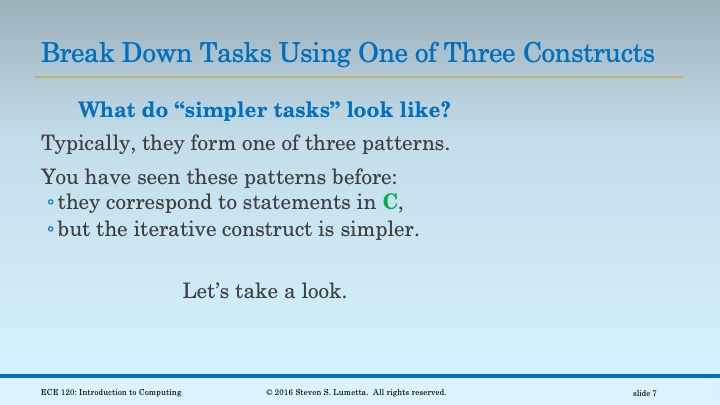 Break Down Tasks Using One of Three Constructs
What do “simpler tasks” look like?
Typically, they form one of three patterns.
You have seen these patterns before:
◦they correspond to statements in C,
◦but the iterative construct is simpler.
Let’s take a look.
ECE 120: Introduction to Computing
© 2016 Steven S. Lumetta. All rights reserved.
slide 7